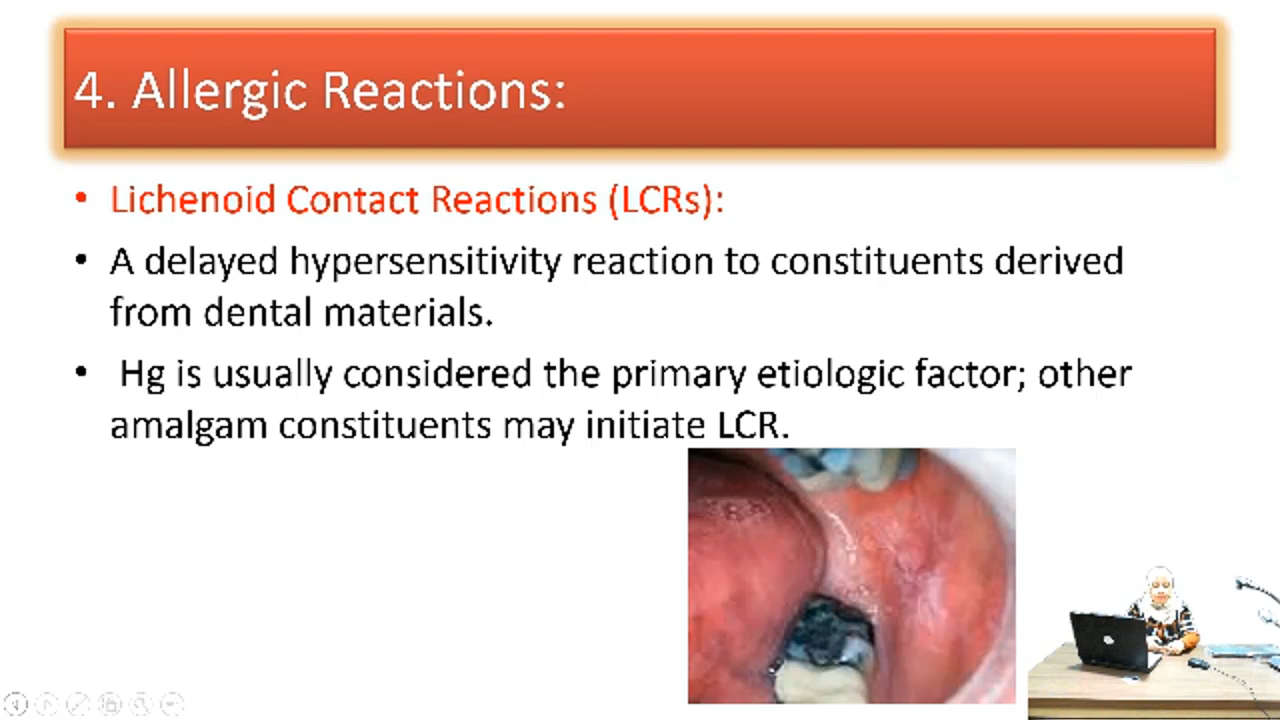 4. Allergic Reactions:
• Lichenoid Contact Reactions (LCRs):
• A delayed hypersensitivity reaction to constituents derived
from dental materials.
• Hg is usually considered the primary etiologic factor; other
amalgam constituents may initiate LCR.